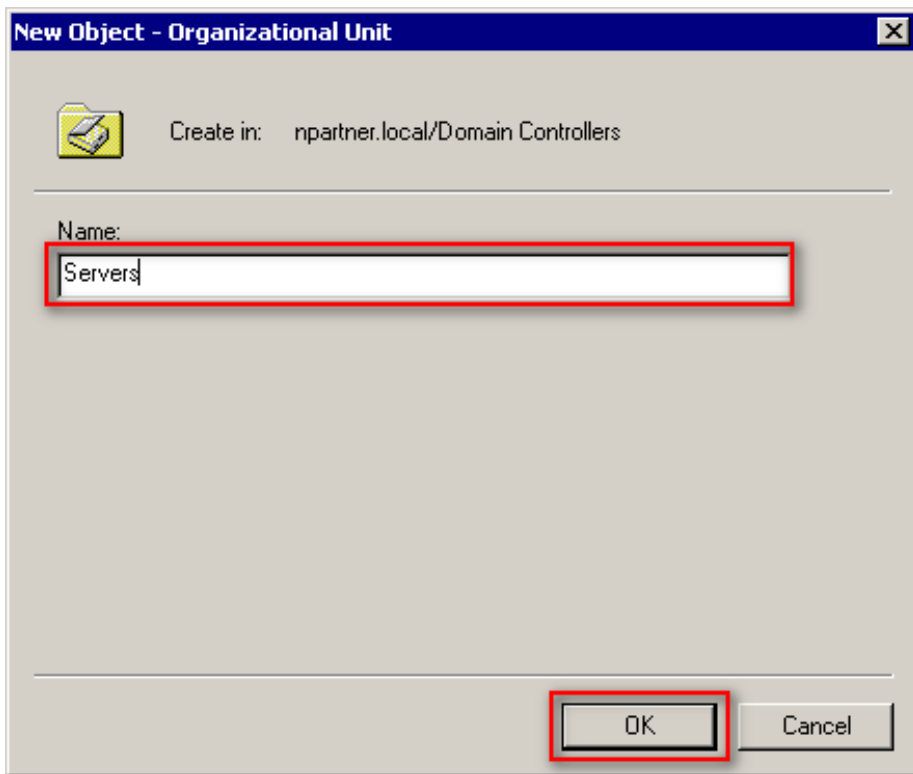 New Object - Organizational Unit
Create in: npartner.local/Domain Controllers
Name:
Servers
OK Cancel